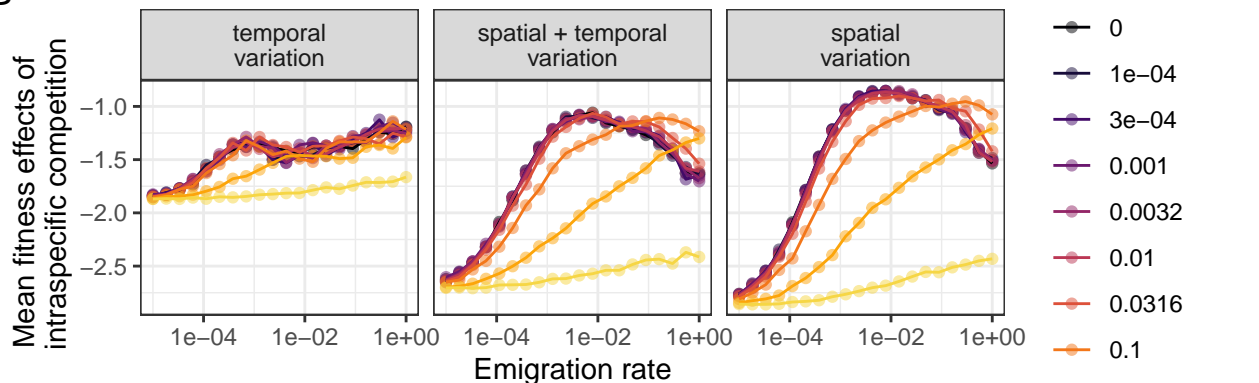 temporal
variation
spatial + temporal
variation
spatial
variation
Mean fitness effects of
intraspecific competition
−1.0
−1.5
−2.0
−2.5
1e−04 1e−02 1e+00
1e−04 1e−02 1e+00
1e−04 1e−02 1e+00
Emigration rate
0
1e−04
3e−04
0.001
0.0032
0.01
0.0316
0.1